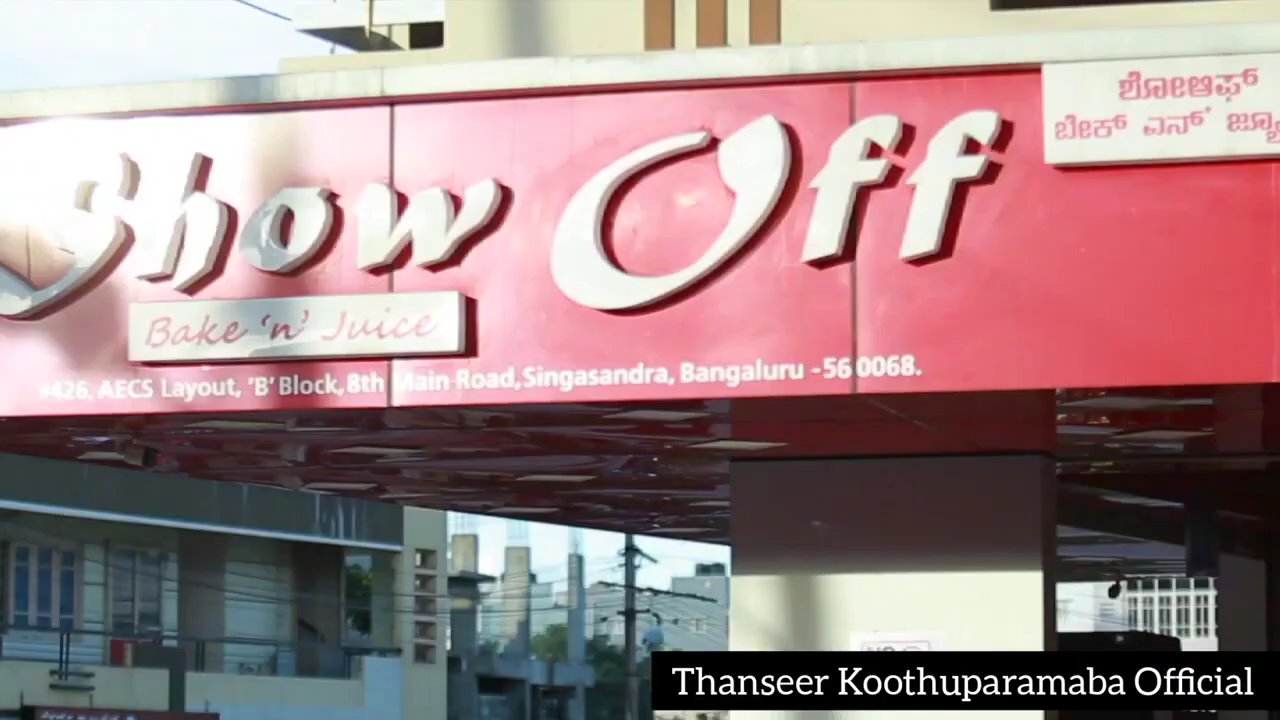 Show Off
ಶೋಆಫ್
ಬೇಕ್ ಎನ್
Bake 'n' Juice
#426, AECS Layout, 'B' Block, 8th Main Road, Singasandra, Bangaluru - 56 0068.
Thanseer Koothuparamaba Official